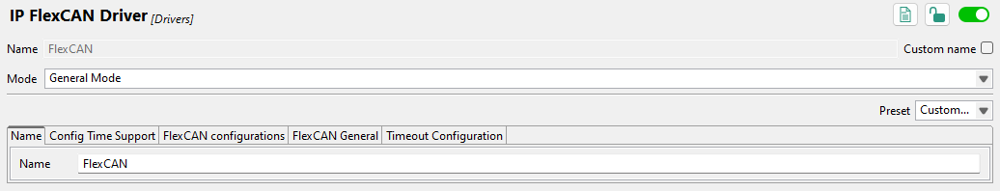 IP FlexCAN Driver [Drivers]
Name FlexCAN Custom name
Mode General Mode
Preset Custom...
Name Config Time Support FlexCAN configurations FlexCAN General Timeout Configuration
Name FlexCAN